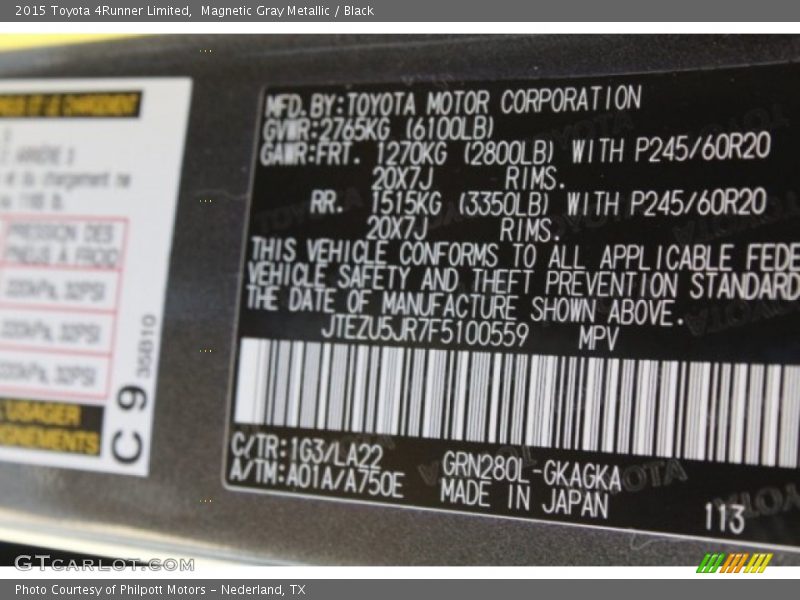 2015 Toyota 4Runner Limited, Magnetic Gray Metallic / Black
MFD. BY:TOYOTA MOTOR CORPORATION
GVWR:2765KG (6100LB)
GAWR:FRT. 1270KG (2800LB) WITH P245/60R20
20X7J RIMS.
RR. 1515KG (3350LB) WITH P245/60R20
20X7J RIMS.
THIS VEHICLE CONFORMS TO ALL APPLICABLE FEDE
VEHICLE SAFETY AND THEFT PREVENTION STANDARD
THE DATE OF MANUFACTURE SHOWN ABOVE.
JTEZU5JR7F5100559 MPV
C/TR:1G3/LA22
A/TM:A01A/A750E
GRN280L-GKAGKA
MADE IN JAPAN
113
PRESSION DES
PNEUS À FROID
220kPa, 32PSI
220kPa, 32PSI
220kPa, 32PSI
USAGER
C 9
35B10
GTCARLOT.COM
Photo Courtesy of Philpott Motors - Nederland, TX